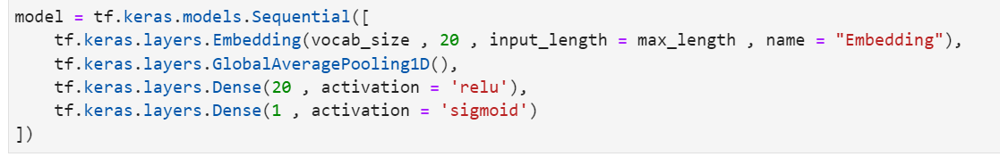 model = tf.keras.models.Sequential([
    tf.keras.layers.Embedding(vocab_size , 20 , input_length = max_length , name = "Embedding"),
    tf.keras.layers.GlobalAveragePooling1D(),
    tf.keras.layers.Dense(20 , activation = 'relu'),
    tf.keras.layers.Dense(1 , activation = 'sigmoid')
])